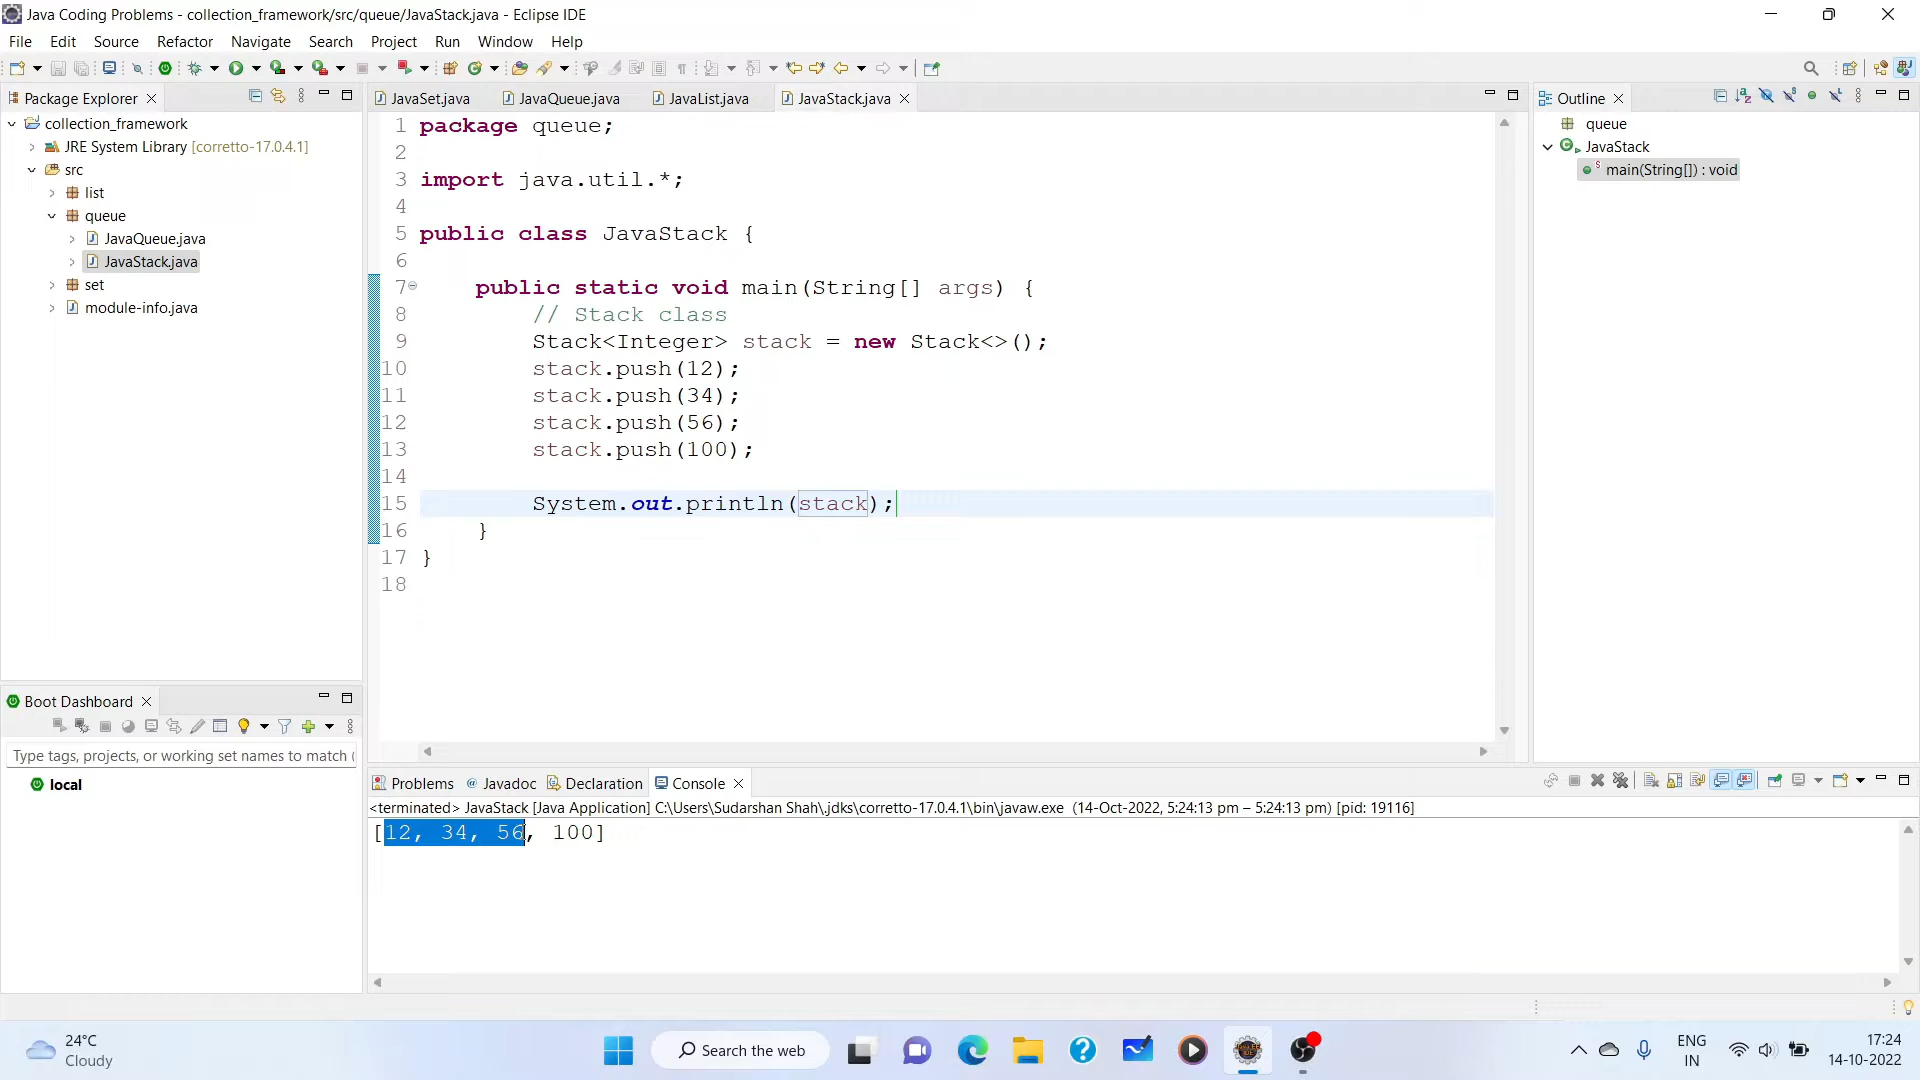 Java Coding Problems - collection_framework/src/queue/JavaStack.java - Eclipse IDE
File Edit Source Refactor Navigate Search Project Run Window Help
Package Explorer
collection_framework
JRE System Library [corretto-17.0.4.1]
src
list
queue
JavaQueue.java
JavaStack.java
set
module-info.java
JavaSet.java JavaQueue.java JavaList.java JavaStack.java
1 package queue;
2
3 import java.util.*;
4
5 public class JavaStack {
6
7 public static void main(String[] args) {
8 // Stack class
9 Stack<Integer> stack = new Stack<>();
10 stack.push(12);
11 stack.push(34);
12 stack.push(56);
13 stack.push(100);
14
15 System.out.println(stack);
16 }
17 }
18
Outline
queue
JavaStack
main(String[]) : void
Boot Dashboard
Type tags, projects, or working set names to match (
local
Problems Javadoc Declaration Console
<terminated> JavaStack [Java Application] C:\Users\Sudarshan Shah\.jdks\corretto-17.0.4.1\bin\javaw.exe (14-Oct-2022, 5:24:13 pm – 5:24:13 pm) [pid: 19116]
[12, 34, 56, 100]
24°C
Cloudy
Search the web
ENG
IN
17:24
14-10-2022